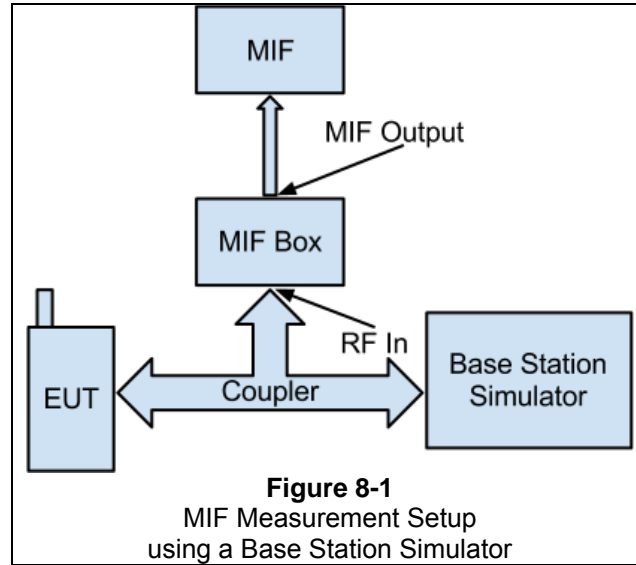 MIF
MIF Output
MIF Box
RF In
EUT
Coupler
Base Station
Simulator
Figure 8-1
MIF Measurement Setup
using a Base Station Simulator